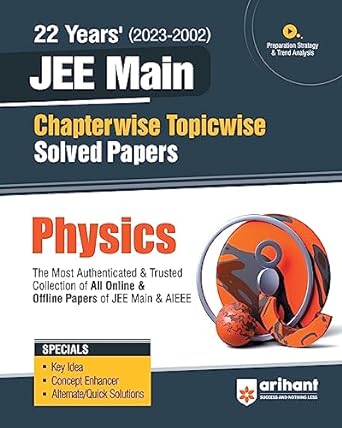 22 Years' (2023-2002)
Preparation Strategy
& Trend Analysis
JEE Main
Chapterwise Topicwise
Solved Papers
Physics
The Most Authenticated & Trusted
Collection of All Online &
Offline Papers of JEE Main & AIEEE
SPECIALS
• Key Idea
• Concept Enhancer
• Alternate/Quick Solutions
arihant
SUCCESS AND NOTHING LESS